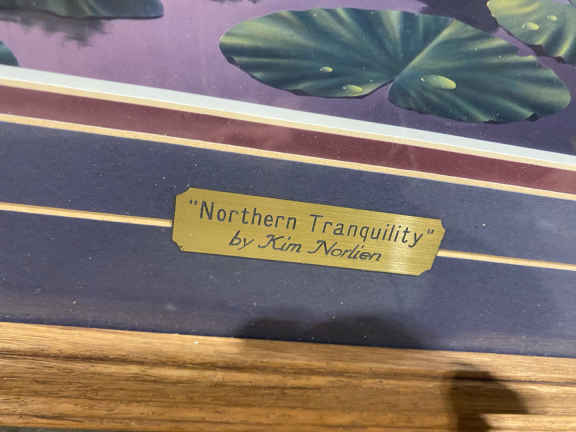 "Northern Tranquility"
by Kim Norlien